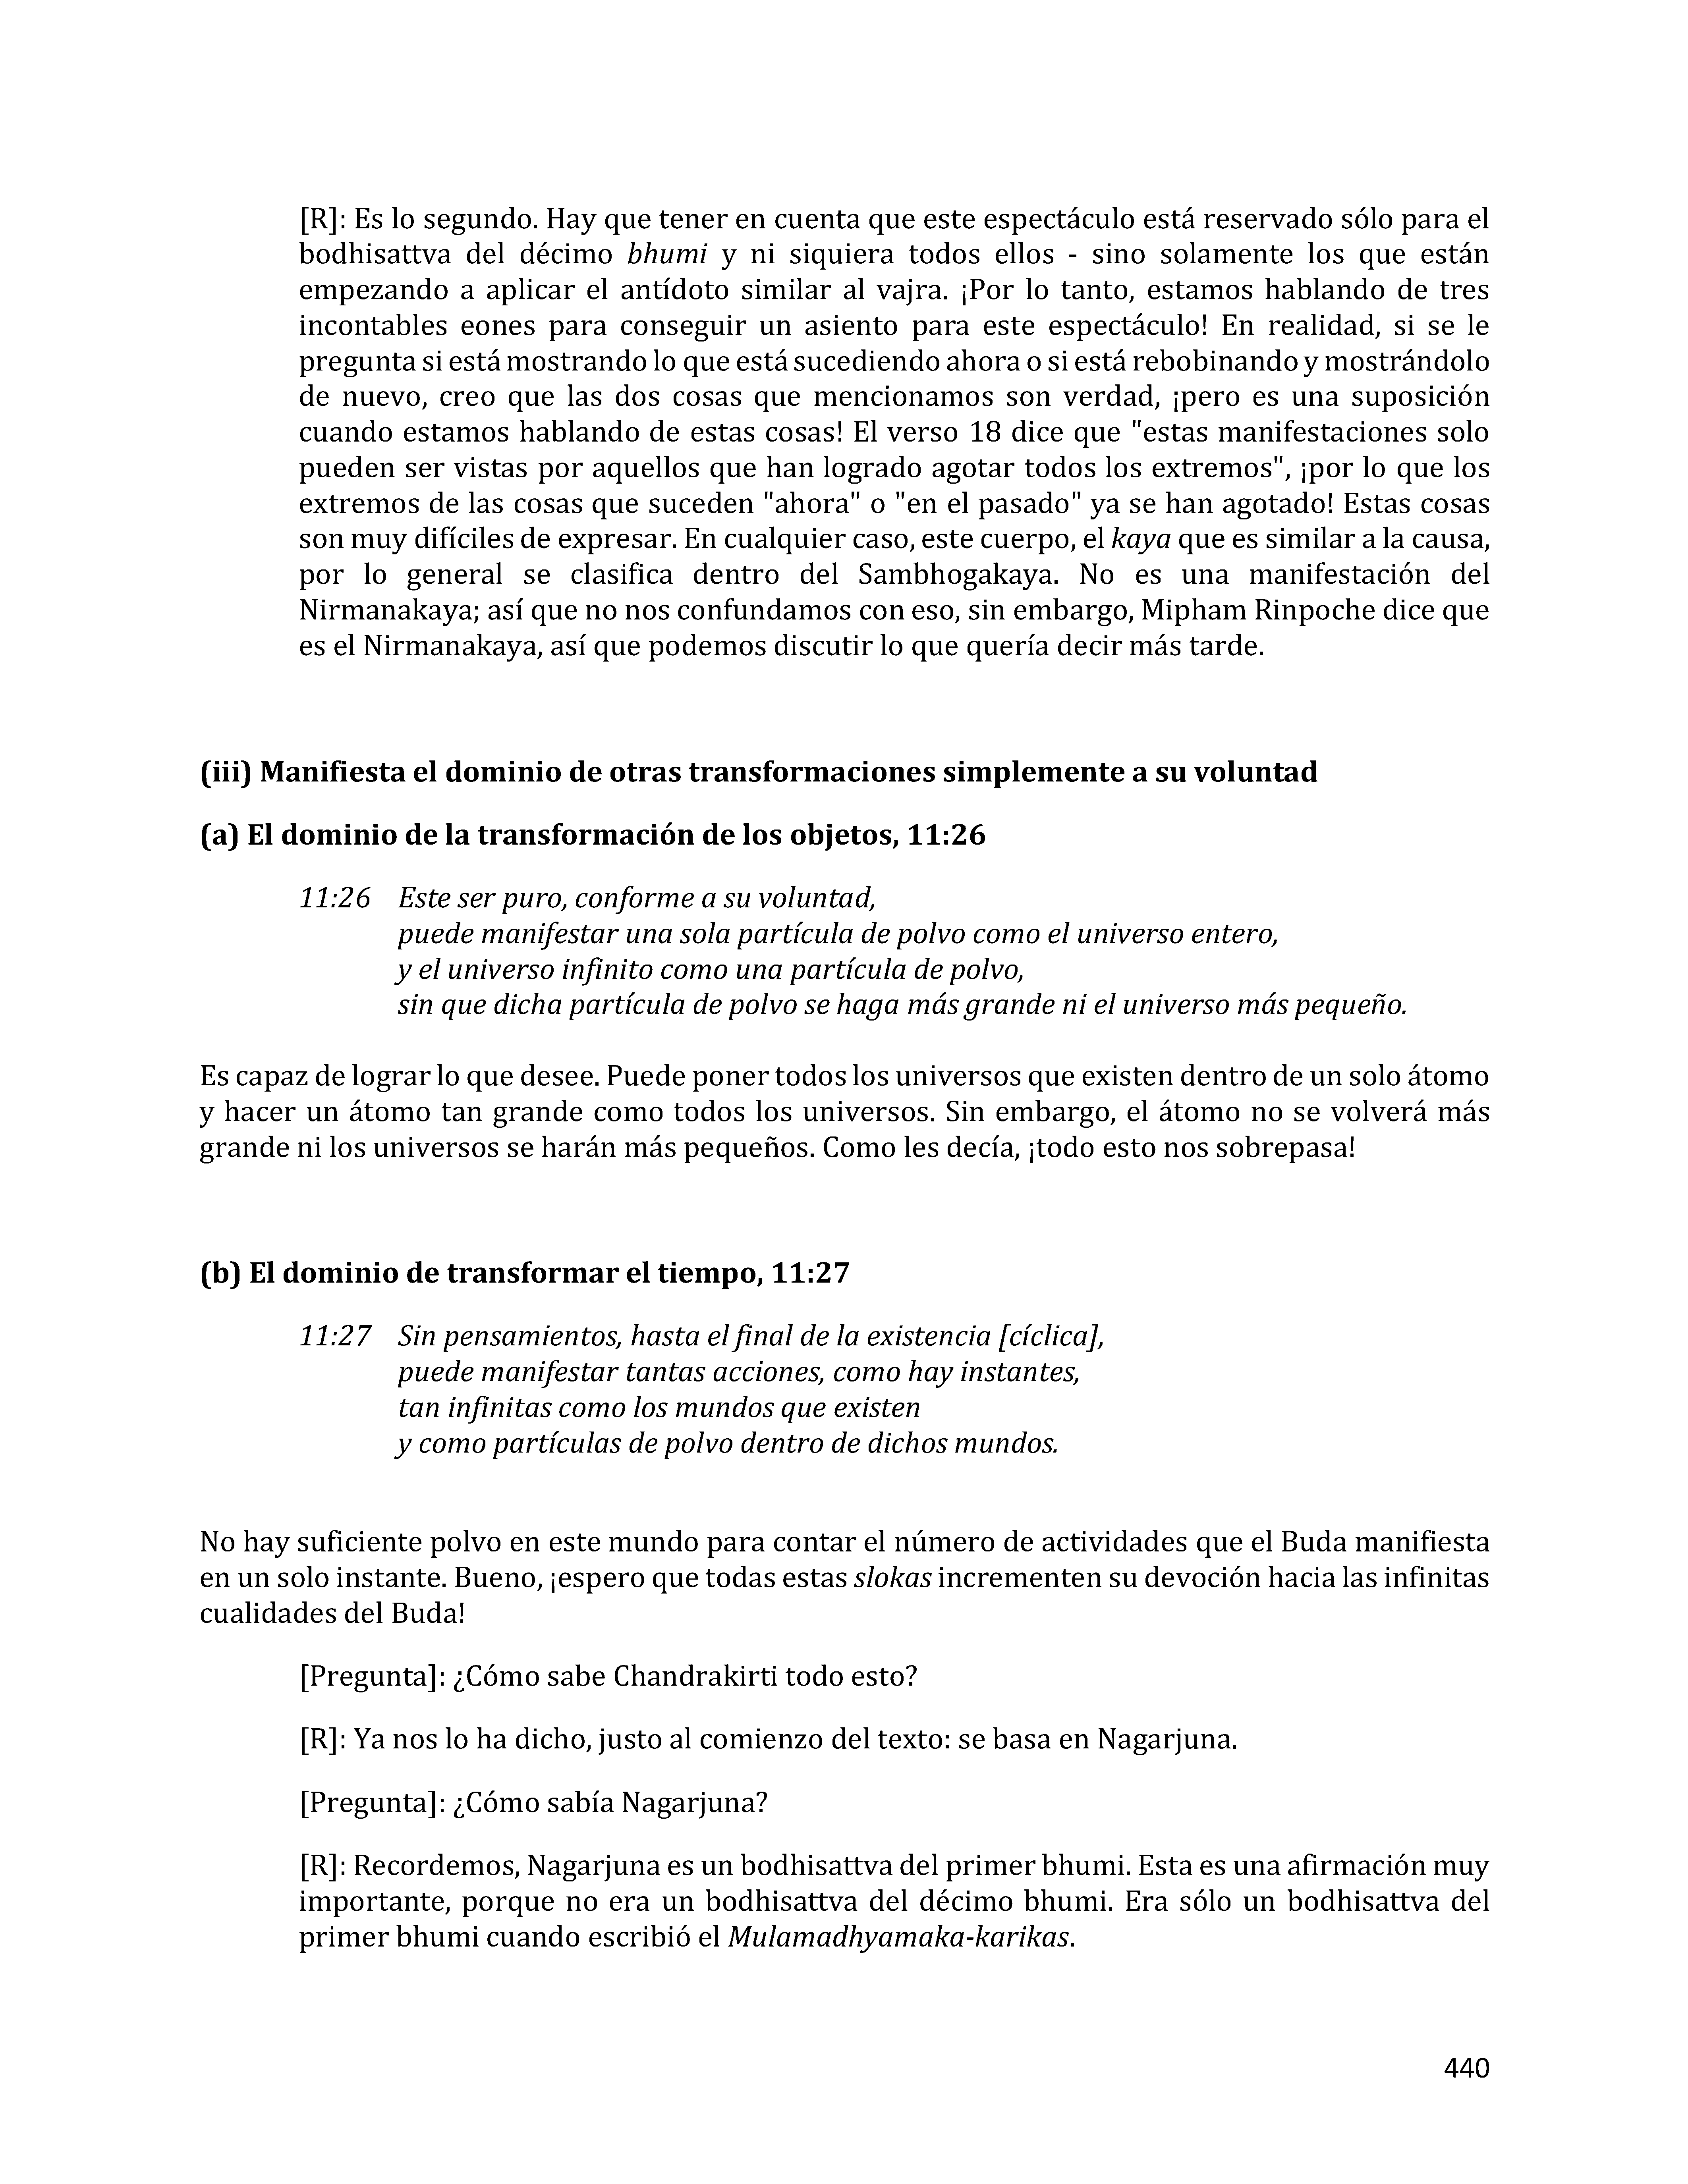 [R]: Es lo segundo. Hay que tener en cuenta que este espectáculo está reservado sólo para el
bodhisattva del décimo bhumi y ni siquiera todos ellos - sino solamente los que están
empezando a aplicar el antídoto similar al vajra. ¡Por lo tanto, estamos hablando de tres
incontables eones para conseguir un asiento para este espectáculo! En realidad, si se le
pregunta si está mostrando lo que está sucediendo ahora o si está rebobinando y mostrándolo
de nuevo, creo que las dos cosas que mencionamos son verdad, ¡pero es una suposición
cuando estamos hablando de estas cosas! El verso 18 dice que "estas manifestaciones solo
pueden ser vistas por aquellos que han logrado agotar todos los extremos", ¡por lo que los
extremos de las cosas que suceden "ahora" o "en el pasado" ya se han agotado! Estas cosas
son muy difíciles de expresar. En cualquier caso, este cuerpo, el kaya que es similar a la causa,
por lo general se clasifica dentro del Sambhogakaya. No es una manifestación del
Nirmanakaya; así que no nos confundamos con eso, sin embargo, Mipham Rinpoche dice que
es el Nirmanakaya, así que podemos discutir lo que quería decir más tarde.
(iii) Manifiesta el dominio de otras transformaciones simplemente a su voluntad
(a) El dominio de la transformación de los objetos, 11:26
11:26 Este ser puro, conforme a su voluntad,
puede manifestar una sola partícula de polvo como el universo entero,
y el universo infinito como una partícula de polvo,
sin que dicha partícula de polvo se haga más grande ni el universo más pequeño.
Es capaz de lograr lo que desee. Puede poner todos los universos que existen dentro de un solo átomo
y hacer un átomo tan grande como todos los universos. Sin embargo, el átomo no se volverá más
grande ni los universos se harán más pequeños. Como les decía, ¡todo esto nos sobrepasa!
(b) El dominio de transformar el tiempo, 11:27
11:27 Sin pensamientos, hasta el final de la existencia [cíclica],
puede manifestar tantas acciones, como hay instantes,
tan infinitas como los mundos que existen
y como partículas de polvo dentro de dichos mundos.
No hay suficiente polvo en este mundo para contar el número de actividades que el Buda manifiesta
en un solo instante. Bueno, ¡espero que todas estas slokas incrementen su devoción hacia las infinitas
cualidades del Buda!
[Pregunta]: ¿Cómo sabe Chandrakirti todo esto?
[R]: Ya nos lo ha dicho, justo al comienzo del texto: se basa en Nagarjuna.
[Pregunta]: ¿Cómo sabía Nagarjuna?
[R]: Recordemos, Nagarjuna es un bodhisattva del primer bhumi. Esta es una afirmación muy
importante, porque no era un bodhisattva del décimo bhumi. Era sólo un bodhisattva del
primer bhumi cuando escribió el Mulamadhyamaka-karikas.
440